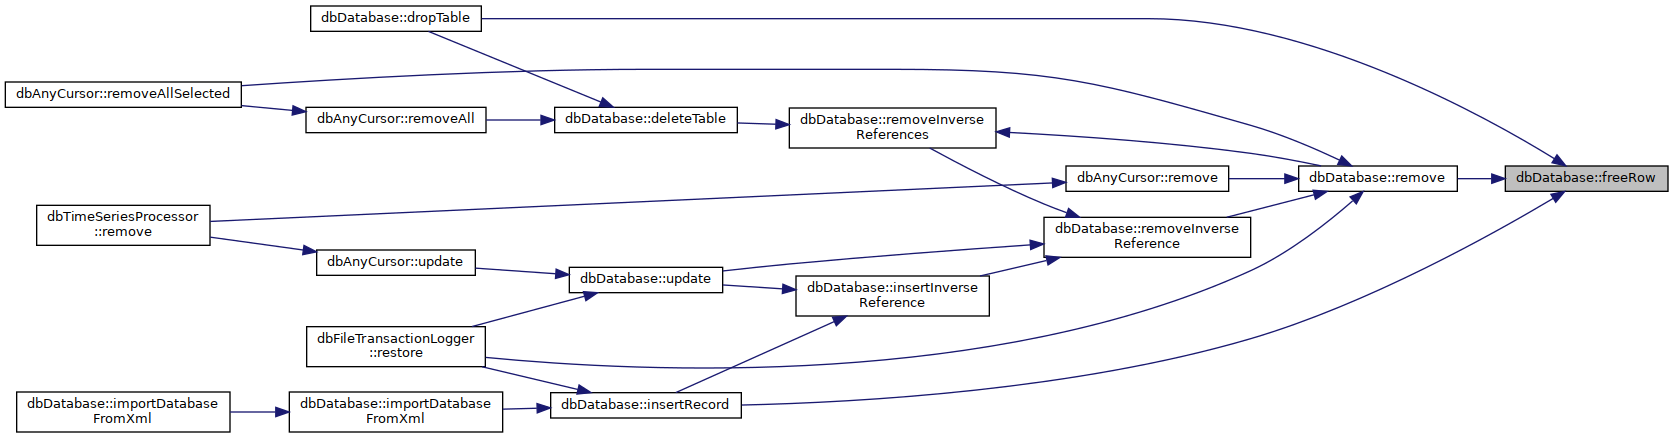 dbDatabase::dropTable
dbAnyCursor::removeAllSelected
dbAnyCursor::removeAll
dbDatabase::deleteTable
dbDatabase::removeInverse
References
dbAnyCursor::remove
dbDatabase::remove
dbDatabase::freeRow
dbTimeSeriesProcessor
::remove
dbDatabase::removeInverse
Reference
dbAnyCursor::update
dbDatabase::update
dbDatabase::insertInverse
Reference
dbFileTransactionLogger
::restore
dbDatabase::importDatabase
FromXml
dbDatabase::importDatabase
FromXml
dbDatabase::insertRecord